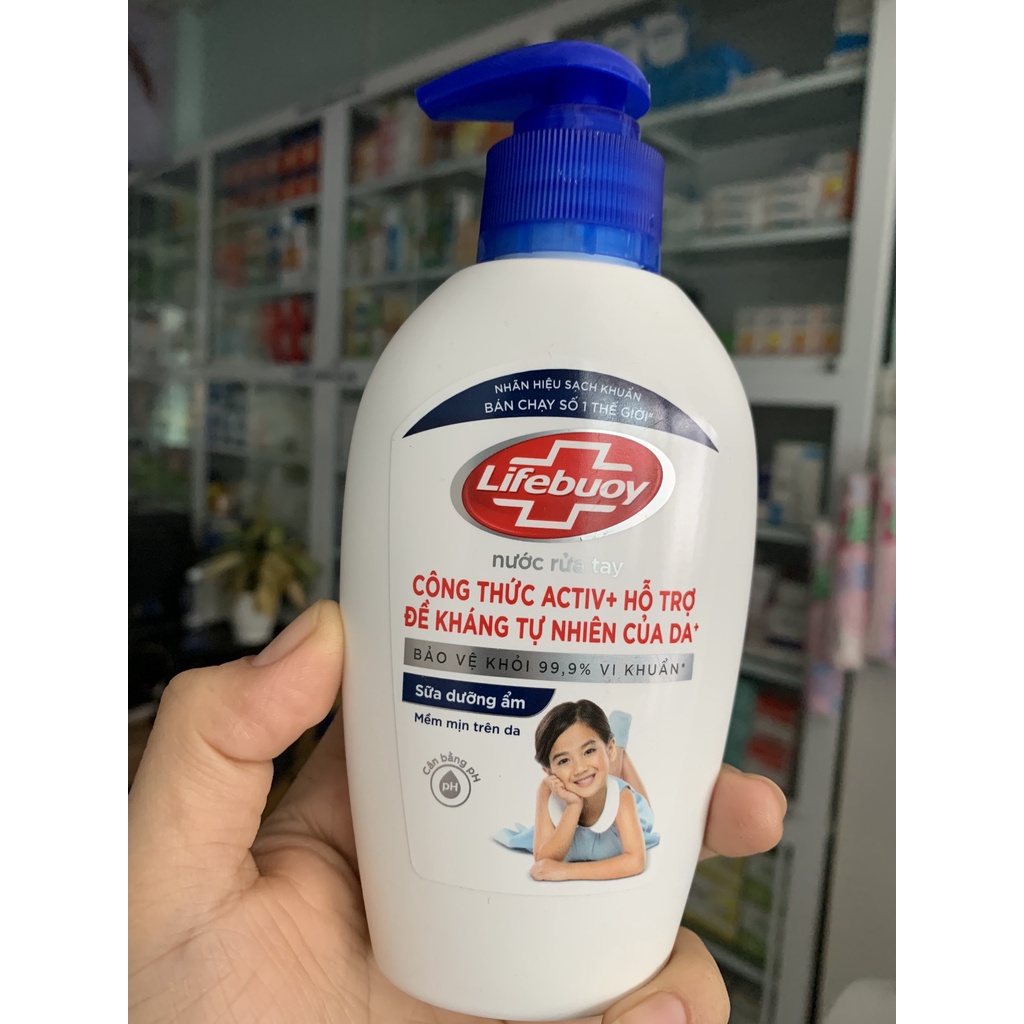 NHÃN HIỆU SẠCH KHUẨN
BÁN CHẠY SỐ 1 THẾ GIỚI#
Lifebuoy
nước rửa tay
CÔNG THỨC ACTIV+ HỖ TRỢ
ĐỀ KHÁNG TỰ NHIÊN CỦA DA+
BẢO VỆ KHỎI 99,9% VI KHUẨN*
Sữa dưỡng ẩm
Mềm mịn trên da
Cân bằng pH
pH